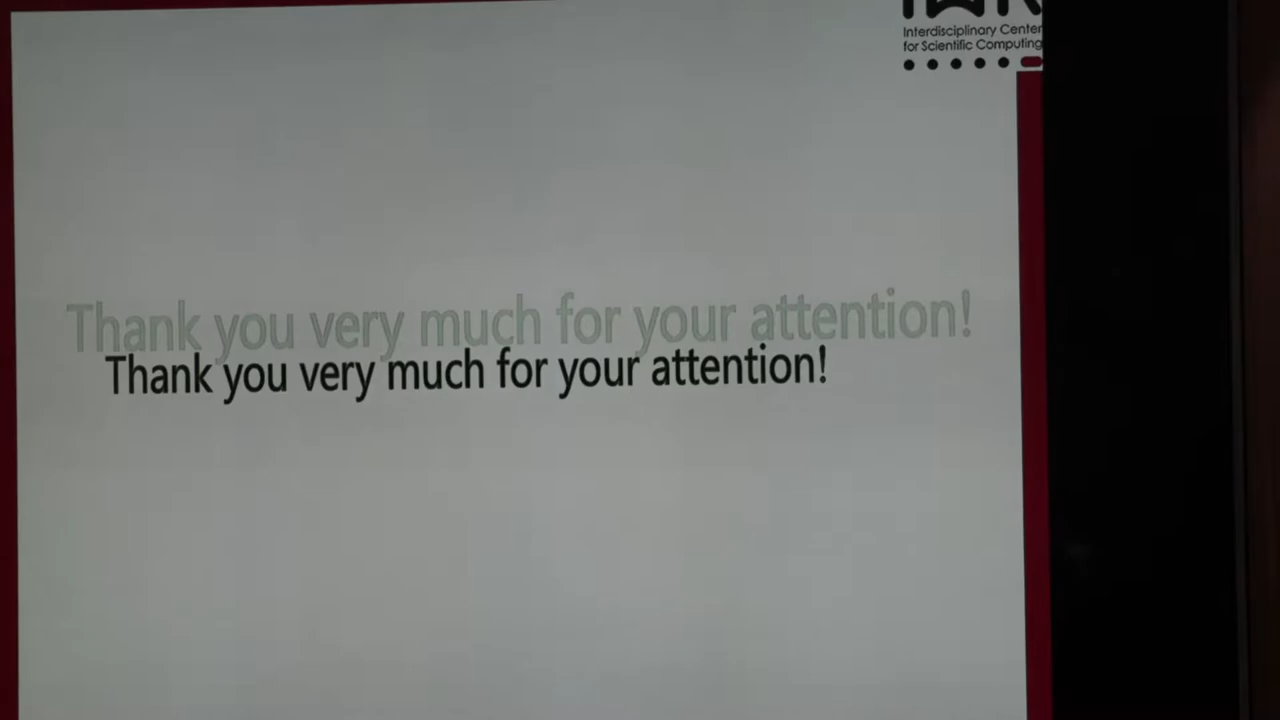 Interdisciplinary Center
for Scientific Computing
Thank you very much for your attention!
Thank you very much for your attention!